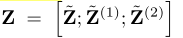 𝐙 = [𝐙̃; 𝐙̃⁽¹⁾; 𝐙̃⁽²⁾]